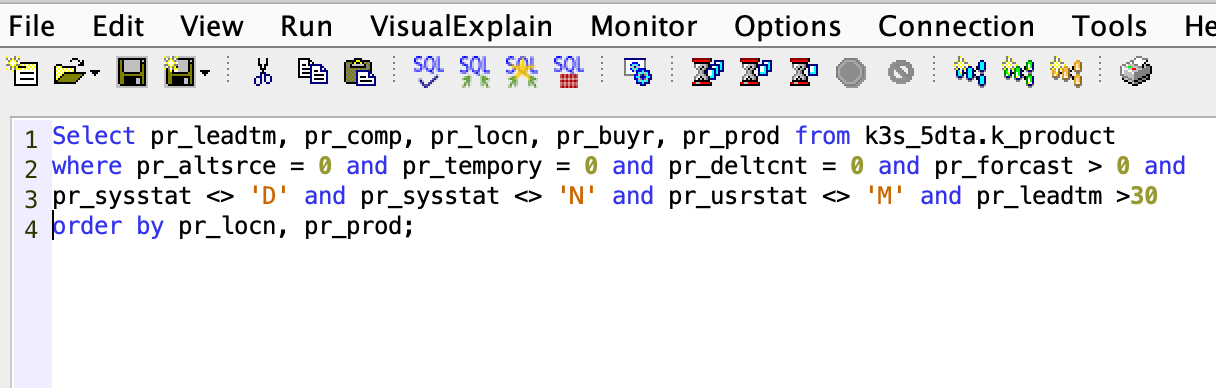 File Edit View Run VisualExplain Monitor Options Connection Tools He
SQL SQL SQL SQL
1 Select pr_leadtm, pr_comp, pr_locn, pr_buyr, pr_prod from k3s_5dta.k_product
2 where pr_altsrce = 0 and pr_tempory = 0 and pr_deltcnt = 0 and pr_forcast > 0 and
3 pr_sysstat <> 'D' and pr_sysstat <> 'N' and pr_usrstat <> 'M' and pr_leadtm >30
4 order by pr_locn, pr_prod;